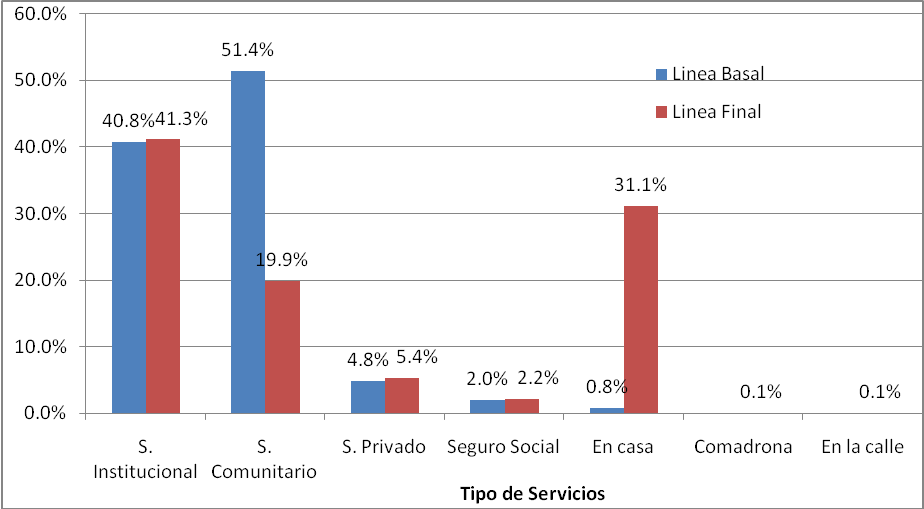 60.0%
50.0%
40.0%
30.0%
20.0%
10.0%
0.0%
Linea Basal
Linea Final
40.8%
41.3%
51.4%
19.9%
4.8%
5.4%
2.0%
2.2%
0.8%
31.1%
0.1%
0.1%
S.
Institucional
S.
Comunitario
S. Privado
Seguro Social
En casa
Comadrona
En la calle
Tipo de Servicios